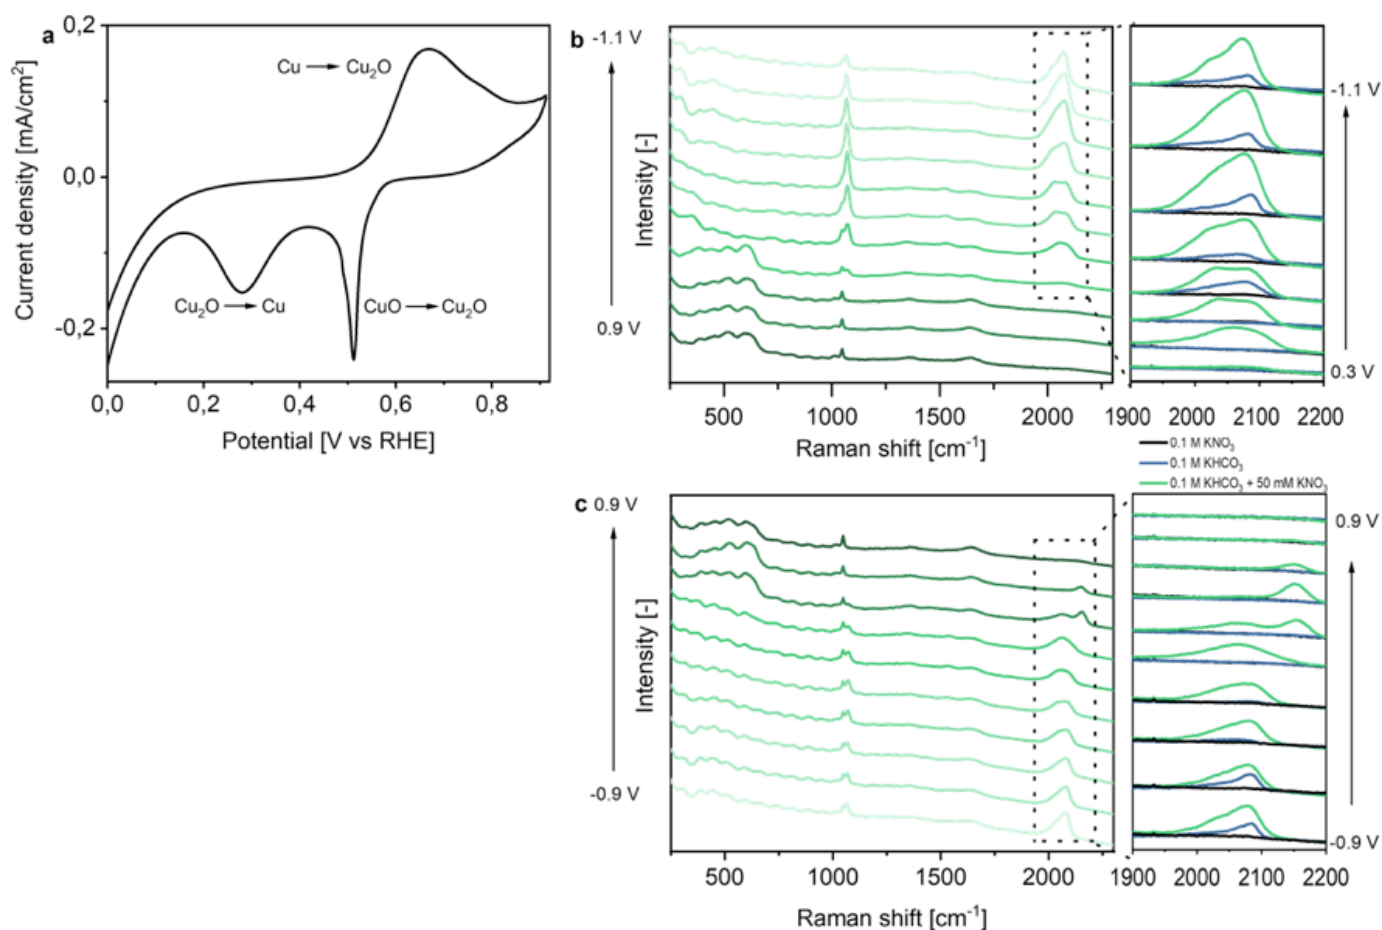 a
0,2
0,0
-0.2
Current density [mA/cm²]
Cu → Cu₂O
Cu₂O → Cu
CuO → Cu₂O
0,0 0,2 0,4 0,6 0,8
Potential [V vs RHE]
b
-1.1 V
0.9 V
Intensity [-]
500 1000 1500 2000
Raman shift [cm⁻¹]
-1.1 V
0.3 V
1900 2000 2100 2200
0.1 M KNO₃
0.1 M KHCO₃
0.1 M KHCO₃ + 50 mM KNO₃
c
0.9 V
-0.9 V
Intensity [-]
500 1000 1500 2000
Raman shift [cm⁻¹]
0.9 V
-0.9 V
1900 2000 2100 2200